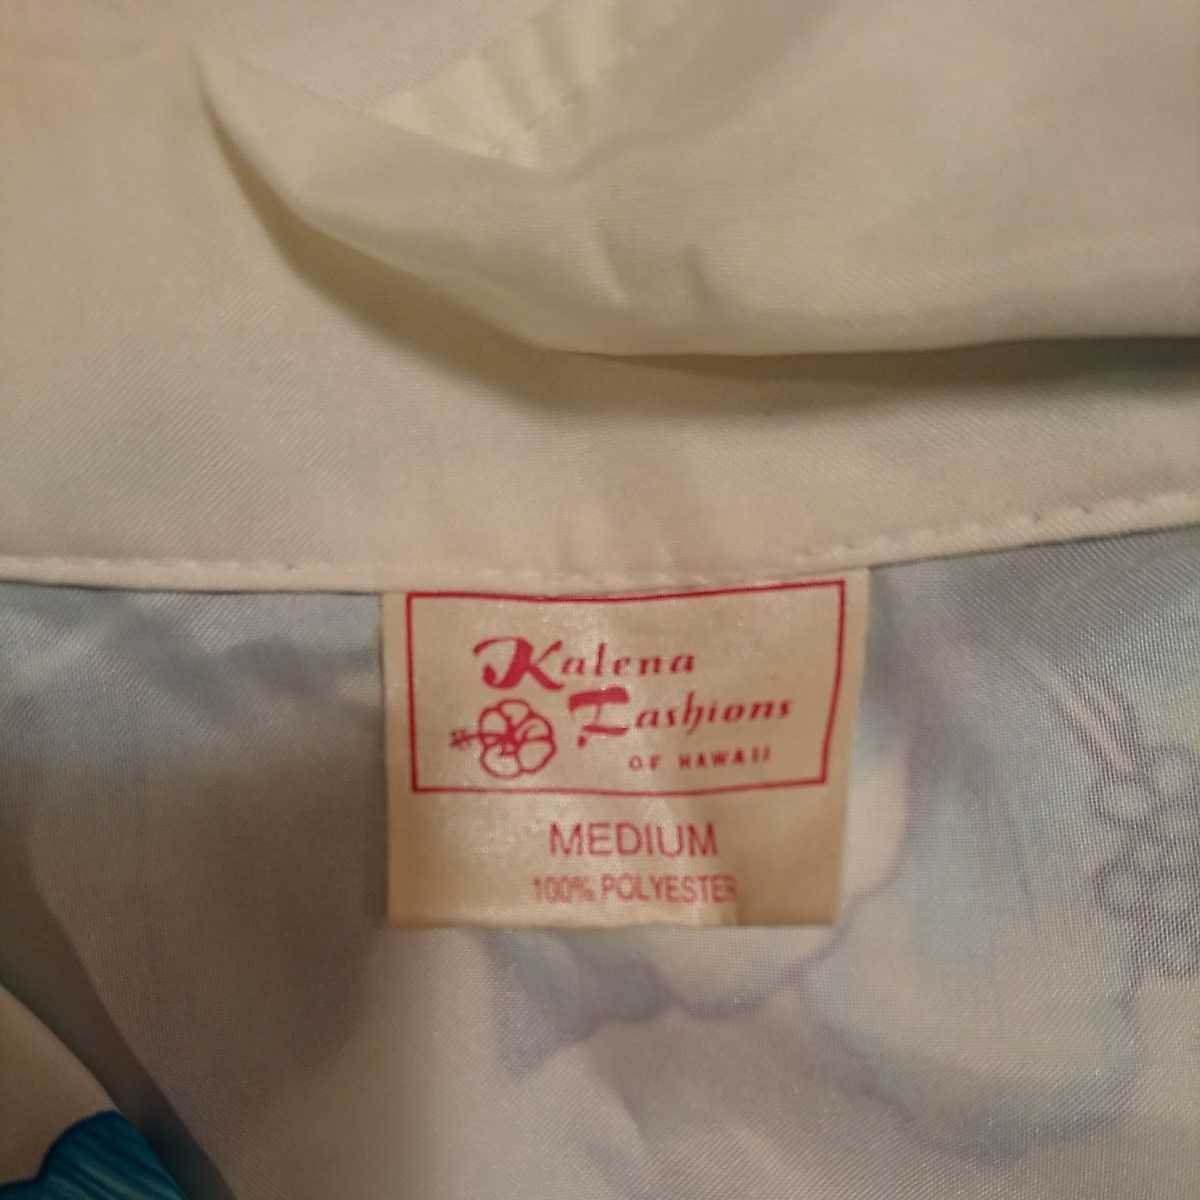 Kalena
Fashions
OF HAWAII
MEDIUM
100% POLYESTER